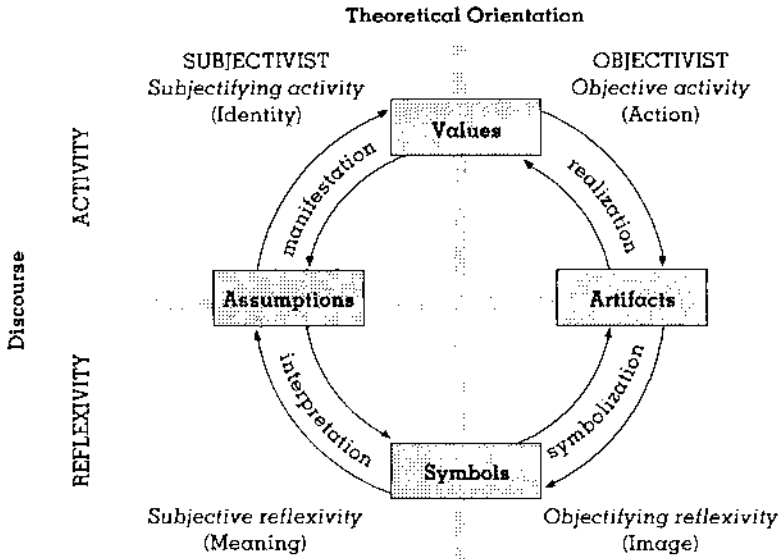 Theoretical Orientation
SUBJECTIVIST
Subjectifying activity
(Identity)
OBJECTIVIST
Objective activity
(Action)
Values
manifestation
realization
ACTIVITY
Discourse
Assumptions
Artifacts
REFLEXIVITY
interpretation
symbolization
Symbols
Subjective reflexivity
(Meaning)
Objectifying reflexivity
(Image)